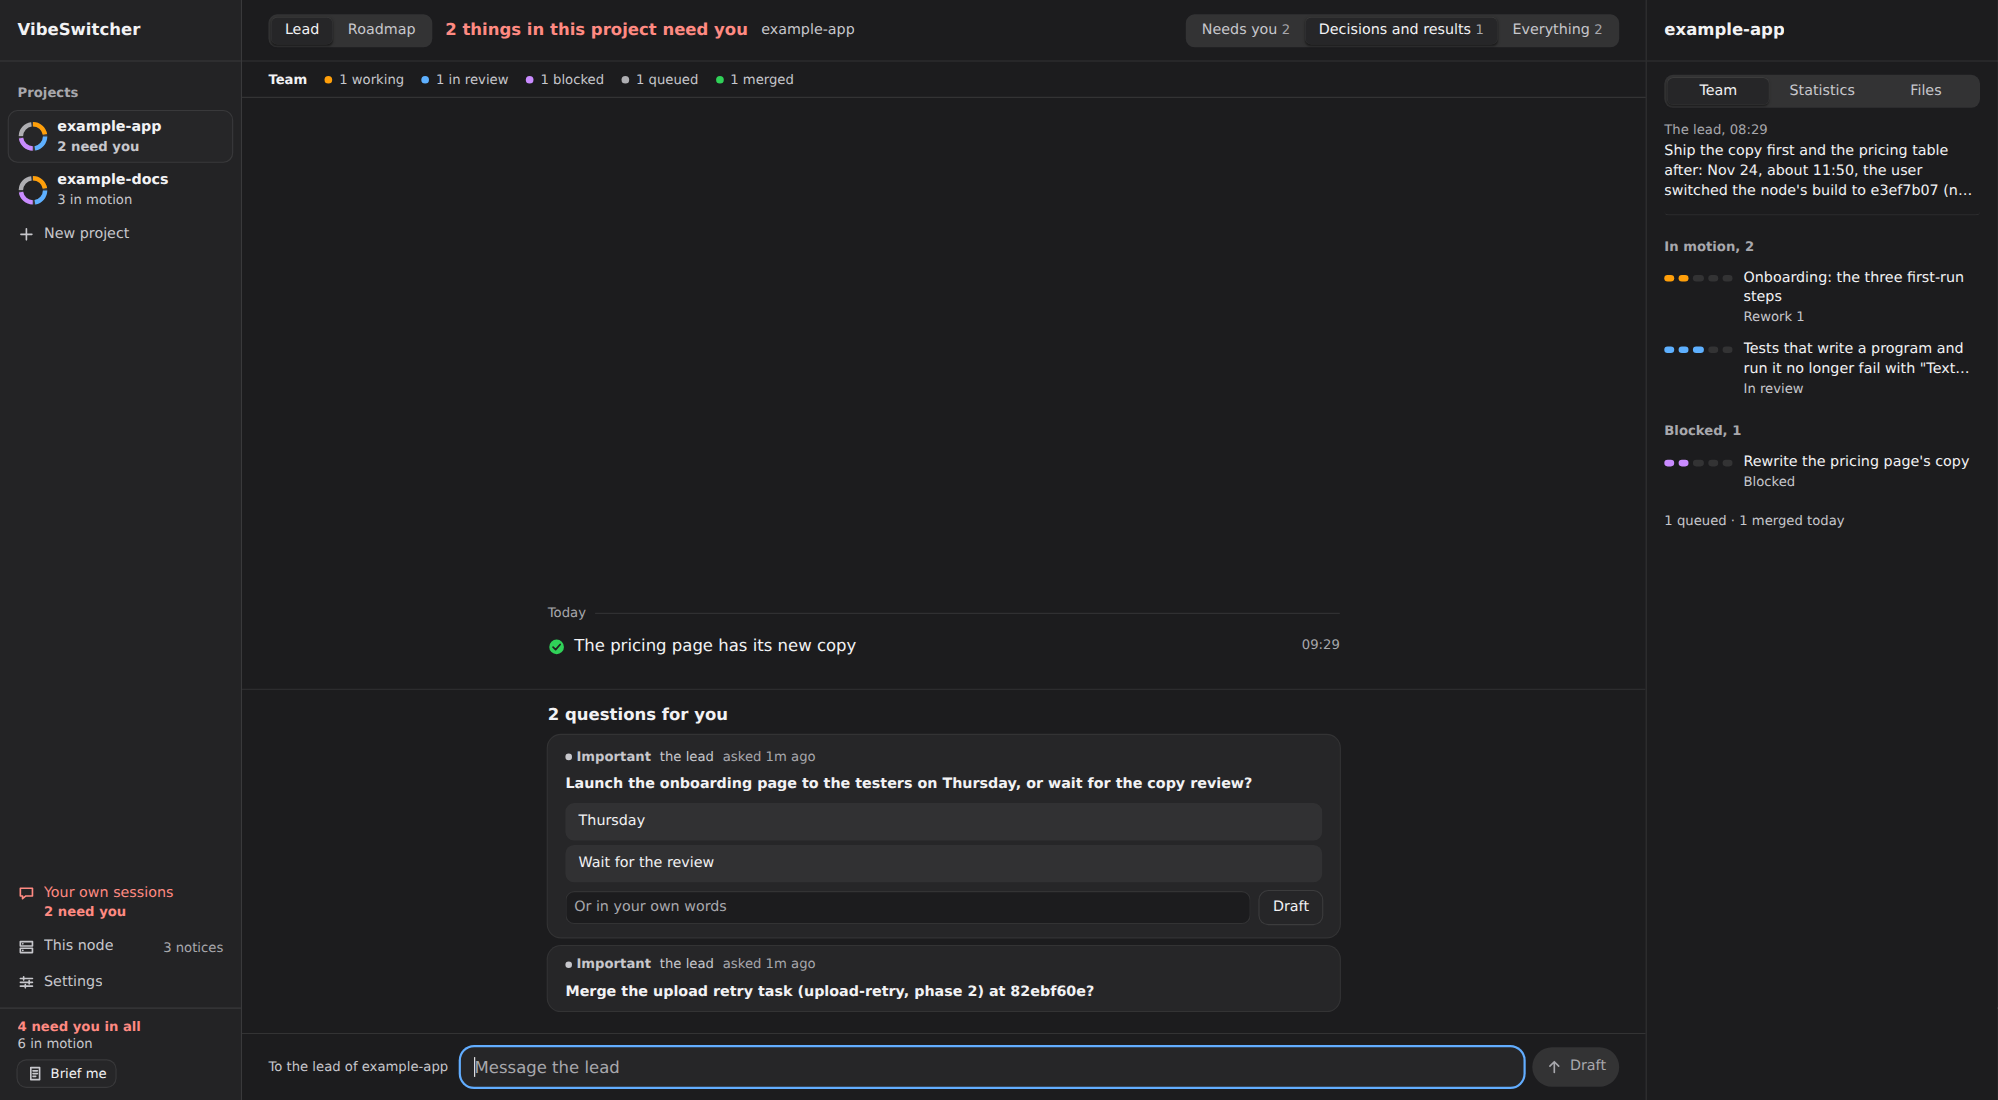 VibeSwitcher
Projects
example-app
2 need you
example-docs
3 in motion
New project
Your own sessions
2 need you
This node 3 notices
Settings
4 need you in all
6 in motion
Brief me
Lead Roadmap 2 things in this project need you example-app Needs you 2 Decisions and results 1 Everything 2
Team 1 working 1 in review 1 blocked 1 queued 1 merged
Today
The pricing page has its new copy 09:29
2 questions for you
Important the lead asked 1m ago
Launch the onboarding page to the testers on Thursday, or wait for the copy review?
Thursday
Wait for the review
Or in your own words Draft
Important the lead asked 1m ago
Merge the upload retry task (upload-retry, phase 2) at 82ebf60e?
To the lead of example-app Message the lead Draft
example-app
Team Statistics Files
The lead, 08:29
Ship the copy first and the pricing table
after: Nov 24, about 11:50, the user
switched the node's build to e3ef7b07 (n…
In motion, 2
Onboarding: the three first-run
steps
Rework 1
Tests that write a program and
run it no longer fail with "Text…
In review
Blocked, 1
Rewrite the pricing page's copy
Blocked
1 queued · 1 merged today